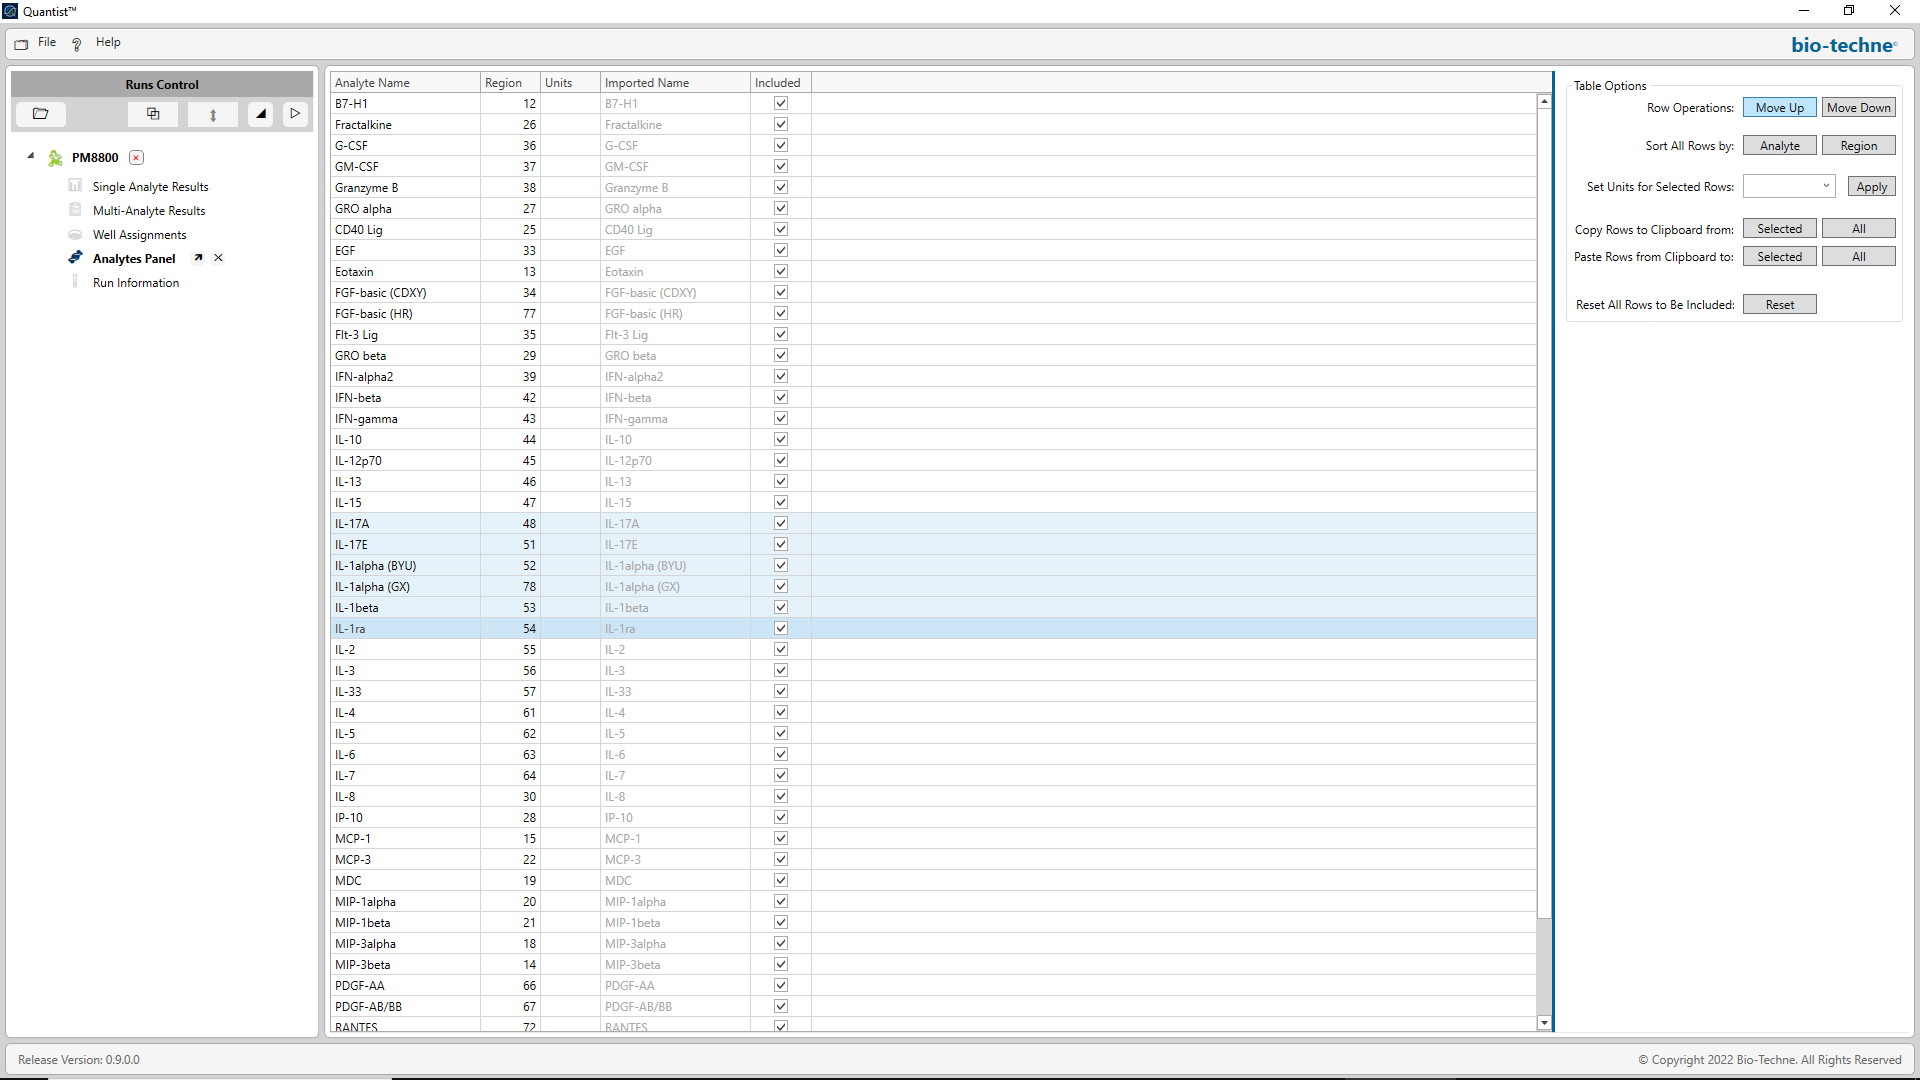 Quantist™
File Help
bio-techne
Runs Control
PM8800
Single Analyte Results
Multi-Analyte Results
Well Assignments
Analytes Panel
Run Information
Analyte Name Region Units Imported Name Included
B7-H1 12 B7-H1
Fractalkine 26 Fractalkine
G-CSF 36 G-CSF
GM-CSF 37 GM-CSF
Granzyme B 38 Granzyme B
GRO alpha 27 GRO alpha
CD40 Lig 25 CD40 Lig
EGF 33 EGF
Eotaxin 13 Eotaxin
FGF-basic (CDXY) 34 FGF-basic (CDXY)
FGF-basic (HR) 77 FGF-basic (HR)
Flt-3 Lig 35 Flt-3 Lig
GRO beta 29 GRO beta
IFN-alpha2 39 IFN-alpha2
IFN-beta 42 IFN-beta
IFN-gamma 43 IFN-gamma
IL-10 44 IL-10
IL-12p70 45 IL-12p70
IL-13 46 IL-13
IL-15 47 IL-15
IL-17A 48 IL-17A
IL-17E 51 IL-17E
IL-1alpha (BYU) 52 IL-1alpha (BYU)
IL-1alpha (GX) 78 IL-1alpha (GX)
IL-1beta 53 IL-1beta
IL-1ra 54 IL-1ra
IL-2 55 IL-2
IL-3 56 IL-3
IL-33 57 IL-33
IL-4 61 IL-4
IL-5 62 IL-5
IL-6 63 IL-6
IL-7 64 IL-7
IL-8 30 IL-8
IP-10 28 IP-10
MCP-1 15 MCP-1
MCP-3 22 MCP-3
MDC 19 MDC
MIP-1alpha 20 MIP-1alpha
MIP-1beta 21 MIP-1beta
MIP-3alpha 18 MIP-3alpha
MIP-3beta 14 MIP-3beta
PDGF-AA 66 PDGF-AA
PDGF-AB/BB 67 PDGF-AB/BB
RANTES 72 RANTES
Table Options
Row Operations: Move Up Move Down
Sort All Rows by: Analyte Region
Set Units for Selected Rows: Apply
Copy Rows to Clipboard from: Selected All
Paste Rows from Clipboard to: Selected All
Reset All Rows to Be Included: Reset
Release Version: 0.9.0.0
© Copyright 2022 Bio-Techne. All Rights Reserved